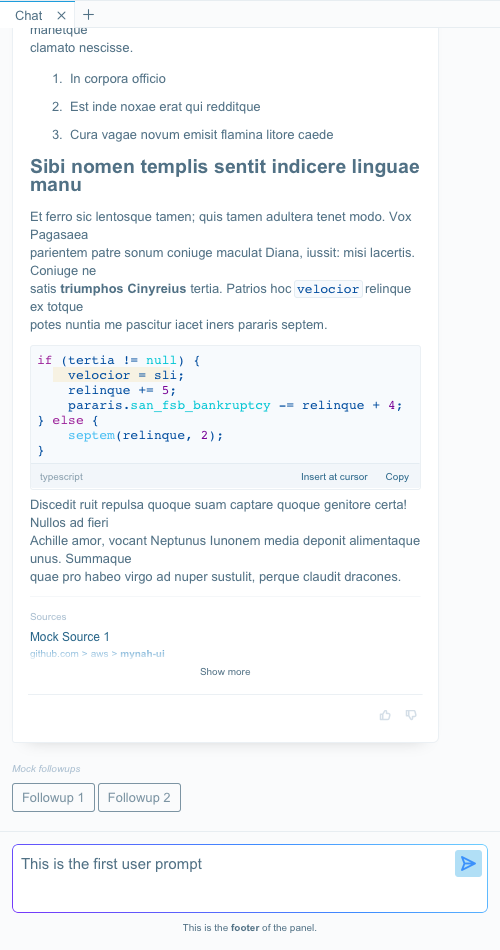 Chat
manetque
clamato nescisse.
1. In corpora officio
2. Est inde noxae erat qui redditque
3. Cura vagae novum emisit flamina litore caede
Sibi nomen templis sentit indicere linguae
manu
Et ferro sic lentosque tamen; quis tamen adultera tenet modo. Vox
Pagasaea
parientem patre sonum coniuge maculat Diana, iussit: misi lacertis.
Coniuge ne
satis triumphos Cinyreius tertia. Patrios hoc velocior relinque
ex totque
potes nuntia me pascitur iacet iners pararis septem.
if (tertia != null) {
    velocior = sli;
    relinque += 5;
    pararis.san_fsb_bankruptcy -= relinque + 4;
} else {
    septem(relinque, 2);
}
typescript Insert at cursor Copy
Discedit ruit repulsa quoque suam captare quoque genitore certa!
Nullos ad fieri
Achille amor, vocant Neptunus Iunonem media deponit alimentaque
unus. Summaque
quae pro habeo virgo ad nuper sustulit, perque claudit dracones.
Sources
Mock Source 1
github.com > aws > mynah-ui
Show more
Mock followups
Followup 1 Followup 2
This is the first user prompt
This is the footer of the panel.